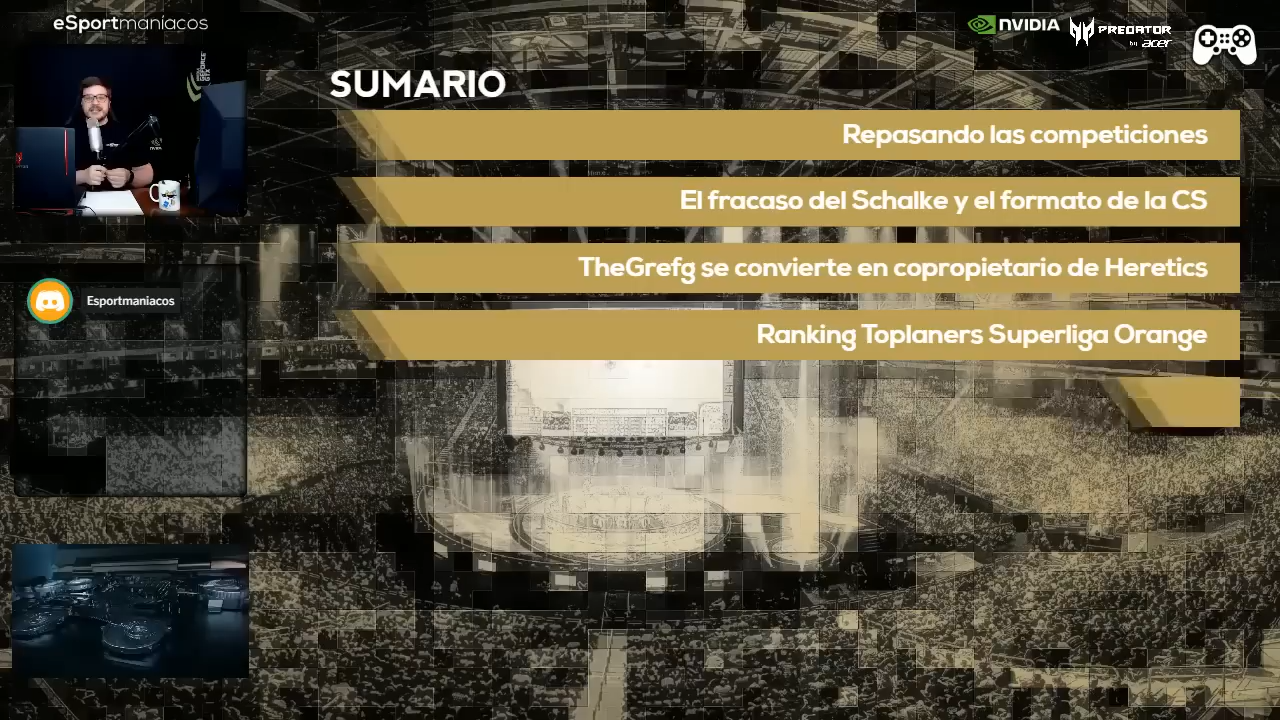 eSportmaníacos
NVIDIA
PREDATOR
by acer
SUMARIO
Repasando las competiciones
El fracaso del Schalke y el formato de la CS
TheGrefg se convierte en copropietario de Heretics
Esportmaniacos
Ranking Toplaners Superliga Orange